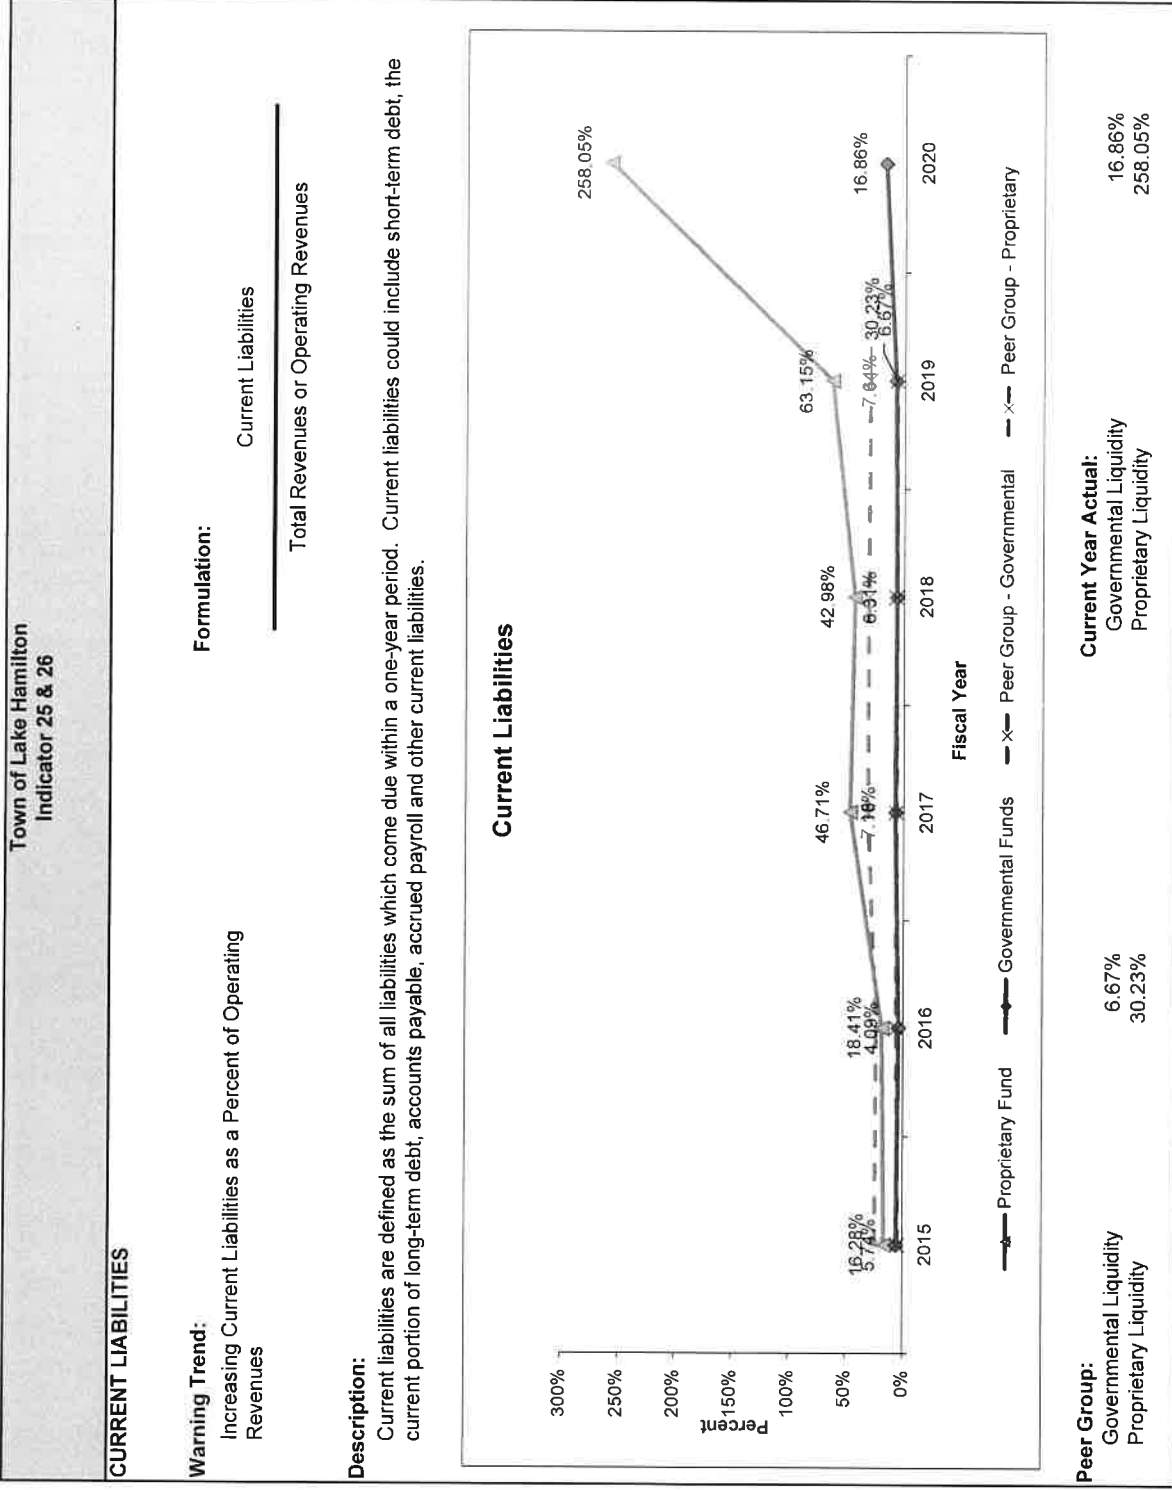 Town of Lake Hamilton
Indicator 25 & 26
CURRENT LIABILITIES
Warning Trend:
Increasing Current Liabilities as a Percent of Operating
Revenues
Formulation:
Current Liabilities
Total Revenues or Operating Revenues
Description:
Current liabilities are defined as the sum of all liabilities which come due within a one-year period. Current liabilities could include short-term debt, the
current portion of long-term debt, accounts payable, accrued payroll and other current liabilities.
Current Liabilities
300%
250%
200%
150%
100%
50%
0%
Percent
16.28%
5.74%
18.41%
4.09%
46.71%
42.98%
63.15%
7.64%
30.23%
6.67%
258.05%
16.86%
2015
2016
2017
2018
2019
2020
Fiscal Year
Proprietary Fund
Governmental Funds
Peer Group - Governmental
Peer Group - Proprietary
Peer Group:
Governmental Liquidity 6.67%
Proprietary Liquidity 30.23%
Current Year Actual:
Governmental Liquidity 16.86%
Proprietary Liquidity 258.05%